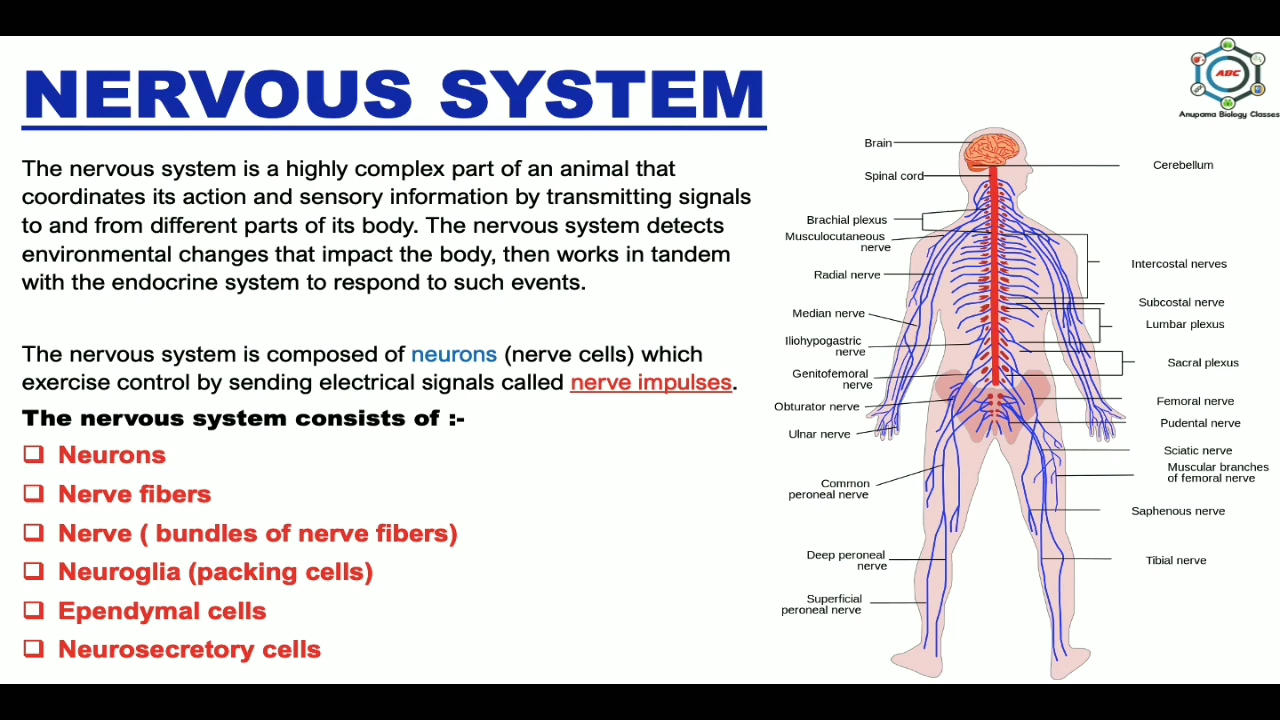 NERVOUS SYSTEM
ABC
Anupama Biology Classes
The nervous system is a highly complex part of an animal that
coordinates its action and sensory information by transmitting signals
to and from different parts of its body. The nervous system detects
environmental changes that impact the body, then works in tandem
with the endocrine system to respond to such events.
The nervous system is composed of neurons (nerve cells) which
exercise control by sending electrical signals called nerve impulses.
The nervous system consists of :-
Neurons
Nerve fibers
Nerve ( bundles of nerve fibers)
Neuroglia (packing cells)
Ependymal cells
Neurosecretory cells
Brain
Spinal cord
Brachial plexus
Musculocutaneous
nerve
Radial nerve
Median nerve
Iliohypogastric
nerve
Genitofemoral
nerve
Obturator nerve
Ulnar nerve
Common
peroneal nerve
Deep peroneal
nerve
Superficial
peroneal nerve
Cerebellum
Intercostal nerves
Subcostal nerve
Lumbar plexus
Sacral plexus
Femoral nerve
Pudental nerve
Sciatic nerve
Muscular branches
of femoral nerve
Saphenous nerve
Tibial nerve